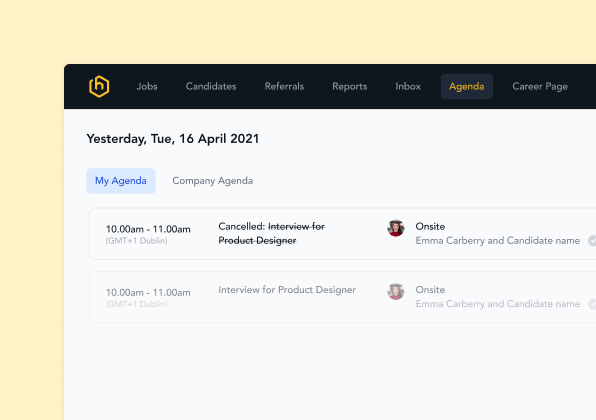 Jobs Candidates Referrals Reports Inbox Agenda Career Page
Yesterday, Tue, 16 April 2021
My Agenda Company Agenda
10.00am - 11.00am
(GMT+1 Dublin)
Cancelled: Interview for
Product Designer
Onsite
Emma Carberry and Candidate name
10.00am - 11.00am
(GMT+1 Dublin)
Interview for Product Designer
Onsite
Emma Carberry and Candidate name